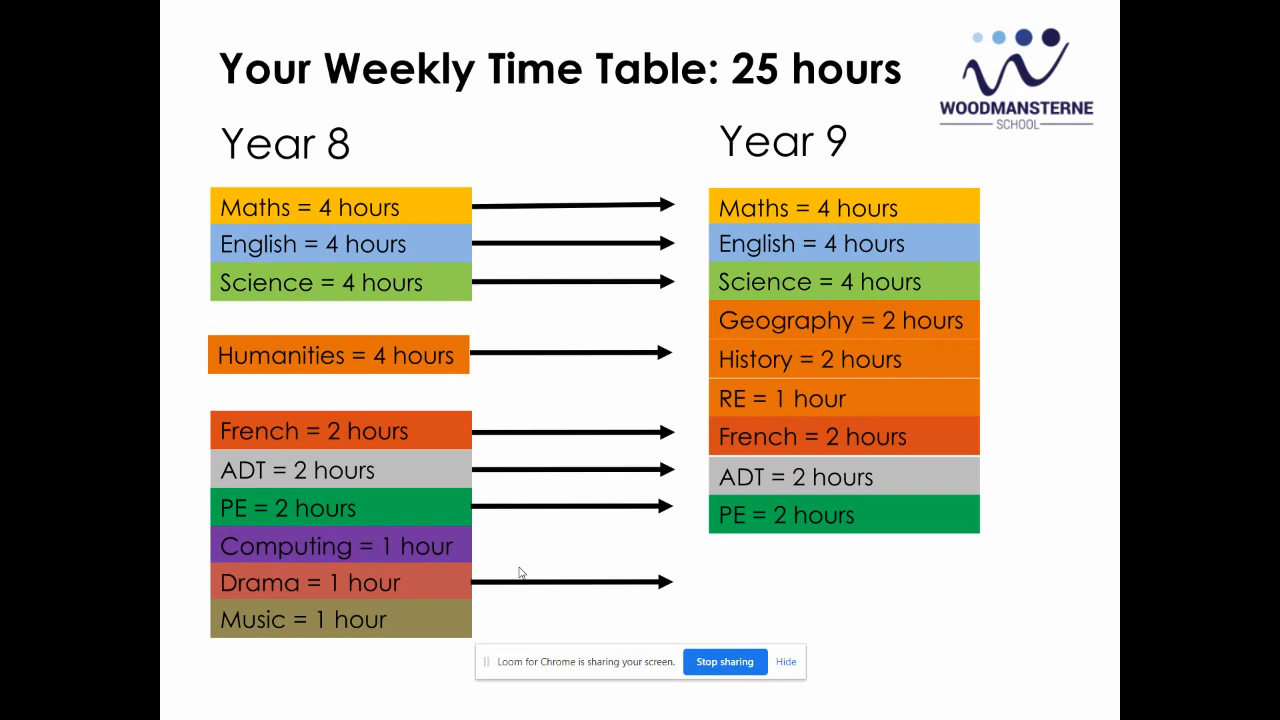 Your Weekly Time Table: 25 hours
WOODMANSTERNE
SCHOOL
Year 8
Maths = 4 hours
English = 4 hours
Science = 4 hours
Humanities = 4 hours
French = 2 hours
ADT = 2 hours
PE = 2 hours
Computing = 1 hour
Drama = 1 hour
Music = 1 hour
Year 9
Maths = 4 hours
English = 4 hours
Science = 4 hours
Geography = 2 hours
History = 2 hours
RE = 1 hour
French = 2 hours
ADT = 2 hours
PE = 2 hours
Loom for Chrome is sharing your screen. Stop sharing Hide